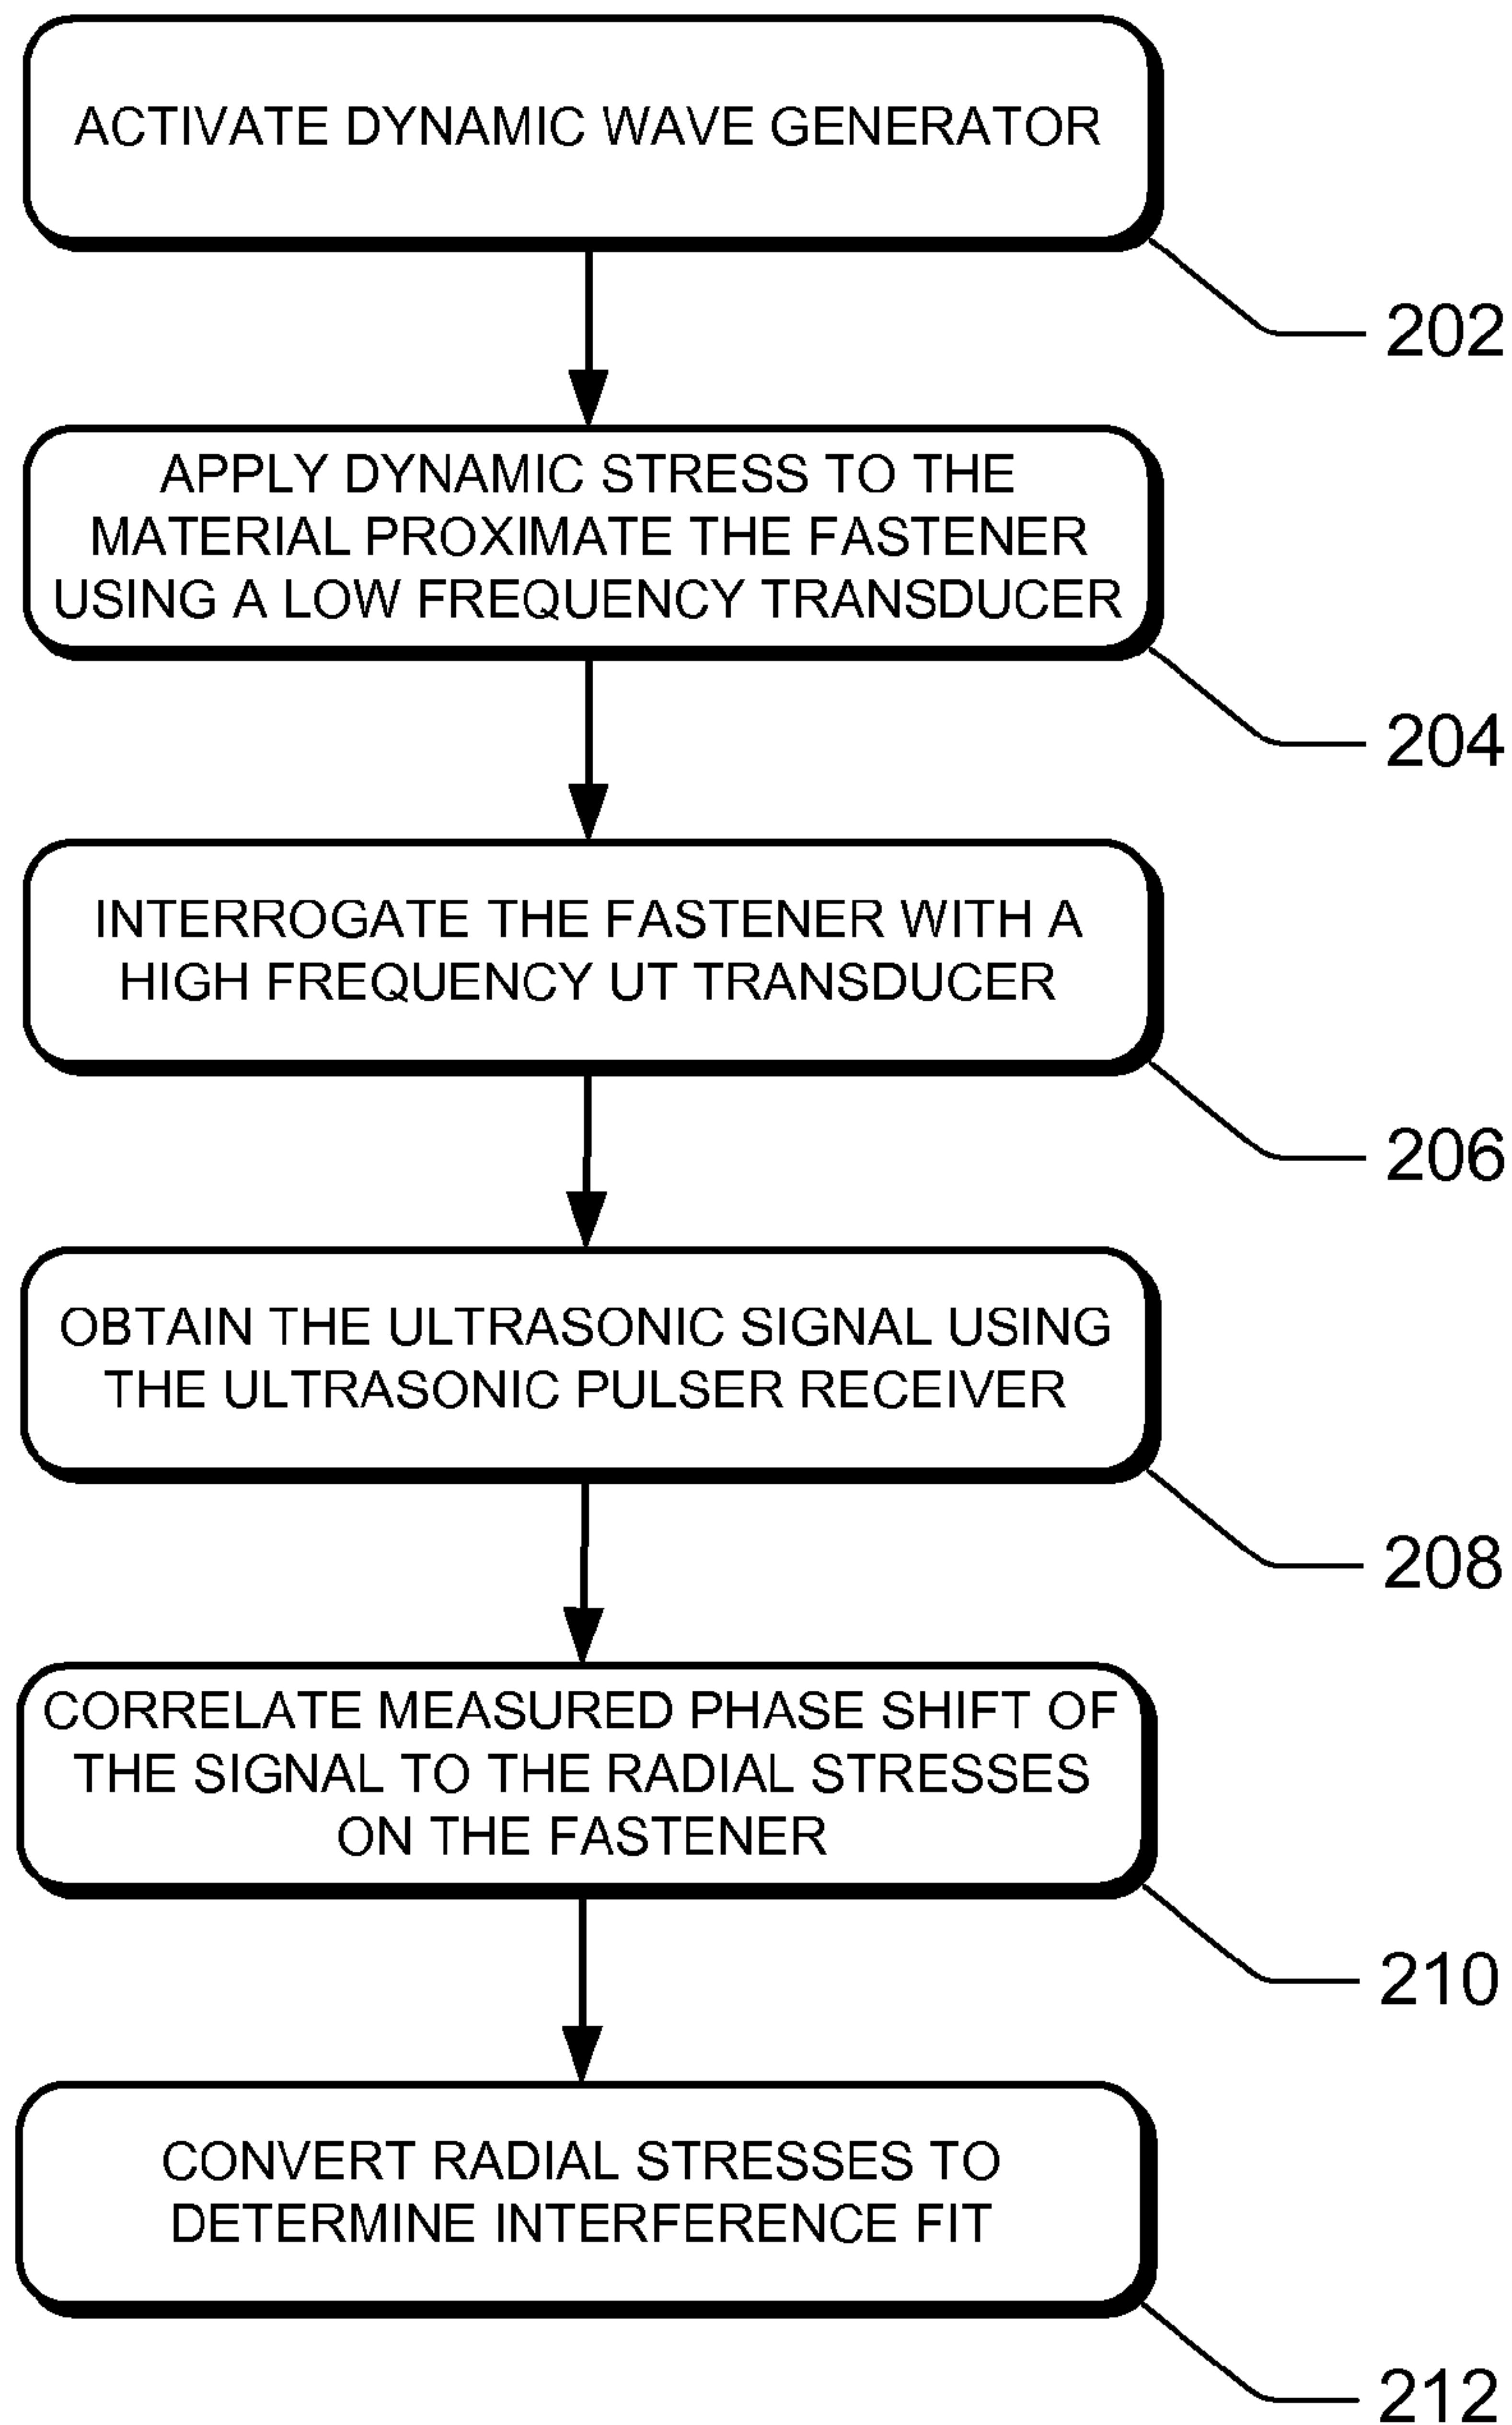 ACTIVATE DYNAMIC WAVE GENERATOR
202
APPLY DYNAMIC STRESS TO THE
MATERIAL PROXIMATE THE FASTENER
USING A LOW FREQUENCY TRANSDUCER
204
INTERROGATE THE FASTENER WITH A
HIGH FREQUENCY UT TRANSDUCER
206
OBTAIN THE ULTRASONIC SIGNAL USING
THE ULTRASONIC PULSER RECEIVER
208
CORRELATE MEASURED PHASE SHIFT OF
THE SIGNAL TO THE RADIAL STRESSES
ON THE FASTENER
210
CONVERT RADIAL STRESSES TO
DETERMINE INTERFERENCE FIT
212